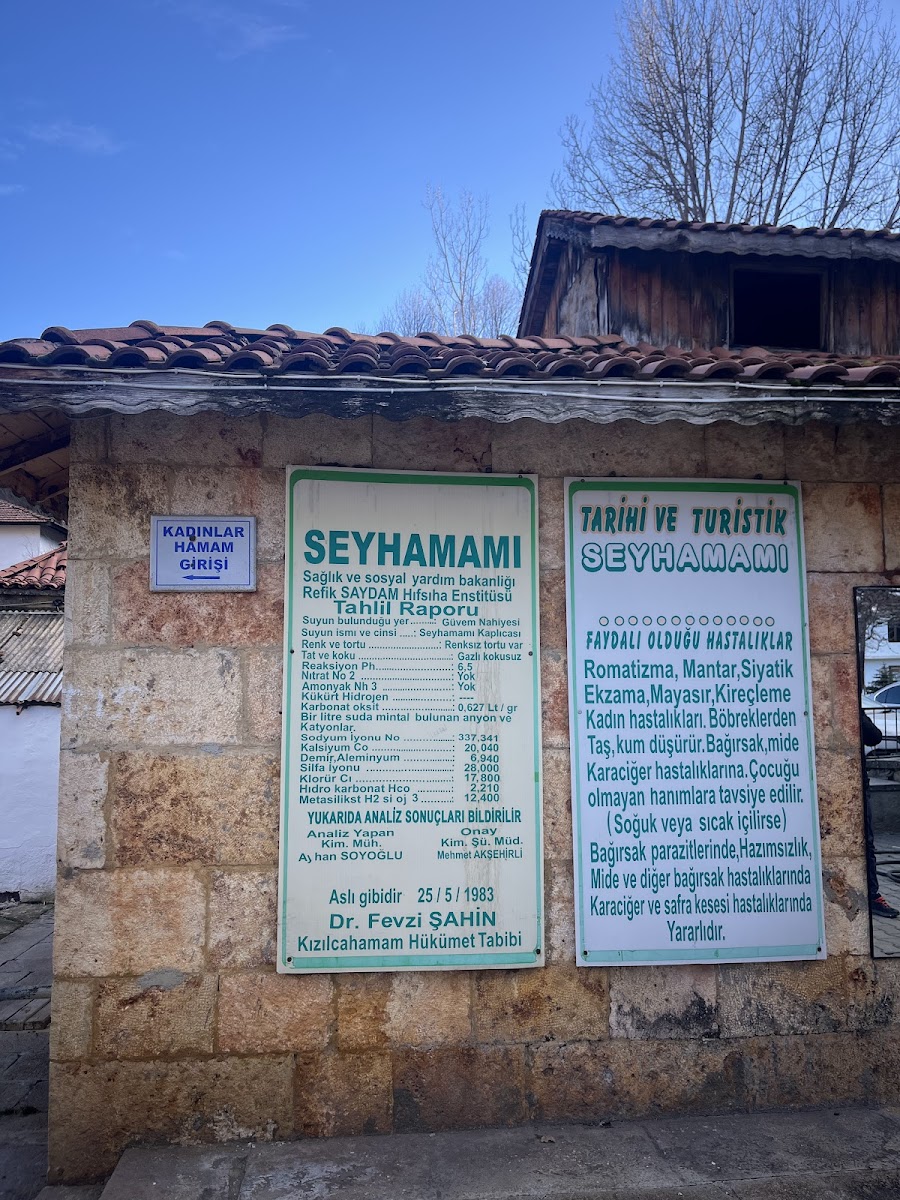 KADINLAR
HAMAM
GİRİŞİ
SEYHAMAMI
Sağlık ve sosyal yardım bakanlığı
Refik SAYDAM Hıfsıha Enstitüsü
Tahlil Raporu
Suyun bulunduğu yer........: Güvem Nahiyesi
Suyun ismı ve cinsi .....: Seyhamamı Kaplıcası
Renk ve tortu ........................: Renksız tortu var
Tat ve koku ........................: Gazlı kokusuz
Reaksiyon Ph........................: 6,5
Nıtrat No 2 ........................: Yok
Amonyak Nh 3 ........................: Yok
Kükürt Hidrojen ..................: ----
Karbonat oksit ........................: 0,627 Lt / gr
Bir litre suda mintal bulunan anyon ve
Katyonlar.
Sodyum İyonu No .............: 337,341
Kalsiyum Co .....................: 20,040
Demir,Aleminyum ...............: 6,940
Silfa iyonu .....................: 28,000
Klorür Cı ........................: 17,800
Hıdro karbonat Hco ...........: 2,210
Metasilikst H2 si oj 3 .........: 12,400
YUKARIDA ANALİZ SONUÇLARI BİLDİRİLİR
Analiz Yapan Onay
Kim. Müh. Kim. Şü. Müd.
Ayhan SOYOĞLU Mehmet AKŞEHİRLİ
Aslı gibidir 25 / 5 / 1983
Dr. Fevzi ŞAHİN
Kızılcahamam Hükümet Tabibi
TARİHİ VE TURİSTİK
SEYHAMAMI
FAYDALI OLDUĞU HASTALIKLAR
Romatizma, Mantar,Siyatik
Ekzama,Mayasır,Kireçleme
Kadın hastalıkları. Böbreklerden
Taş,kum düşürür.Bağırsak,mide
Karaciğer hastalıklarına.Çocuğu
olmayan hanımlara tavsiye edilir.
(Soğuk veya sıcak içilirse)
Bağırsak parazitlerinde,Hazımsızlık,
Mide ve diğer bağırsak hastalıklarında
Karaciğer ve safra kesesi hastalıklarında
Yararlıdır.